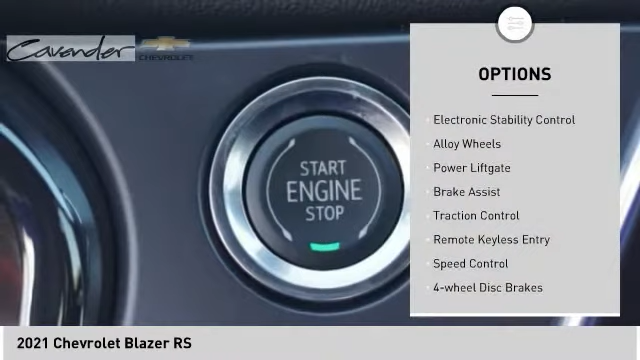 Cavender
CHEVROLET
OPTIONS
Electronic Stability Control
Alloy Wheels
Power Liftgate
Brake Assist
Traction Control
Remote Keyless Entry
Speed Control
4-wheel Disc Brakes
START
ENGINE
STOP
2021 Chevrolet Blazer RS